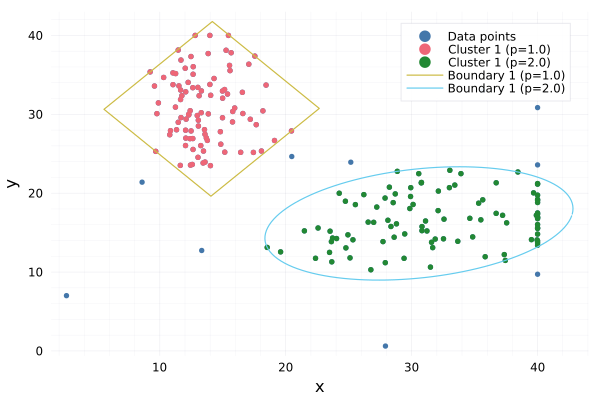 40
30
20
10
0
y
10
20
30
40
x
Data points
Cluster 1 (p=1.0)
Cluster 1 (p=2.0)
Boundary 1 (p=1.0)
Boundary 1 (p=2.0)